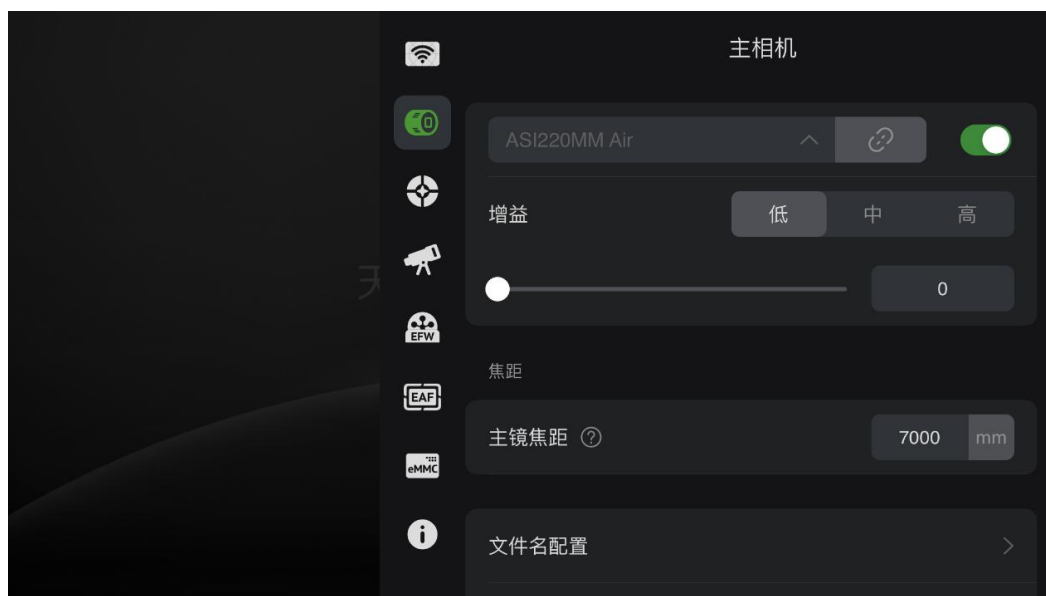 主相机
ASI220MM Air
增益
低 中 高
0
天
EFW
EAF
焦距
主镜焦距 ?
7000 mm
eMMC
文件名配置